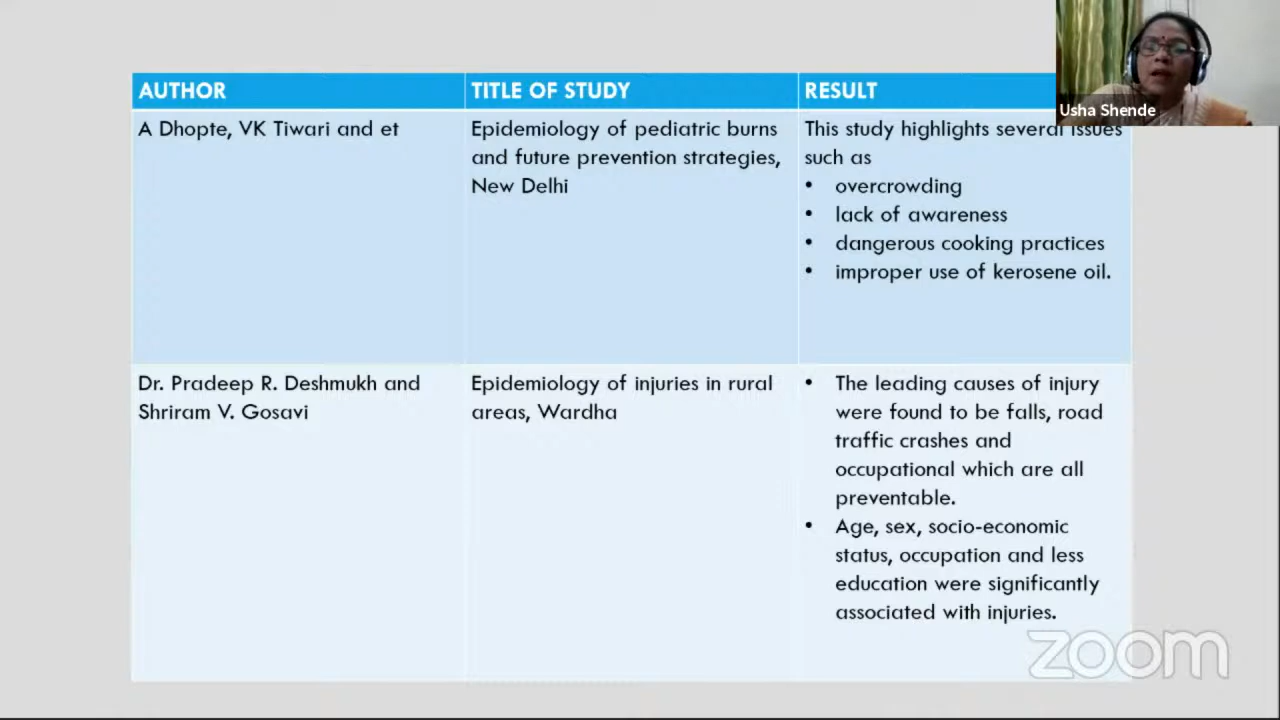 Usha Shende
AUTHOR
TITLE OF STUDY
RESULT
A Dhopte, VK Tiwari and et
Epidemiology of pediatric burns
and future prevention strategies,
New Delhi
This study highlights several issues
such as
• overcrowding
• lack of awareness
• dangerous cooking practices
• improper use of kerosene oil.
Dr. Pradeep R. Deshmukh and
Shriram V. Gosavi
Epidemiology of injuries in rural
areas, Wardha
• The leading causes of injury
were found to be falls, road
traffic crashes and
occupational which are all
preventable.
• Age, sex, socio-economic
status, occupation and less
education were significantly
associated with injuries.
zoom